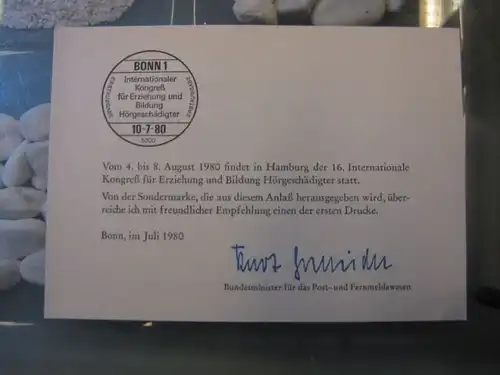 BONN 1
Internationaler
Kongreß
für Erziehung und
Bildung
Hörgeschädigter
10-7-80
5300
Vom 4. bis 8. August 1980 findet in Hamburg der 16. Internationale
Kongreß für Erziehung und Bildung Hörgeschädigter statt.
Von der Sondermarke, die aus diesem Anlaß herausgegeben wird, über-
reiche ich mit freundlicher Empfehlung einen der ersten Drucke.
Bonn, im Juli 1980
Kurt Gscheidle
Bundesminister für das Post- und Fernmeldewesen